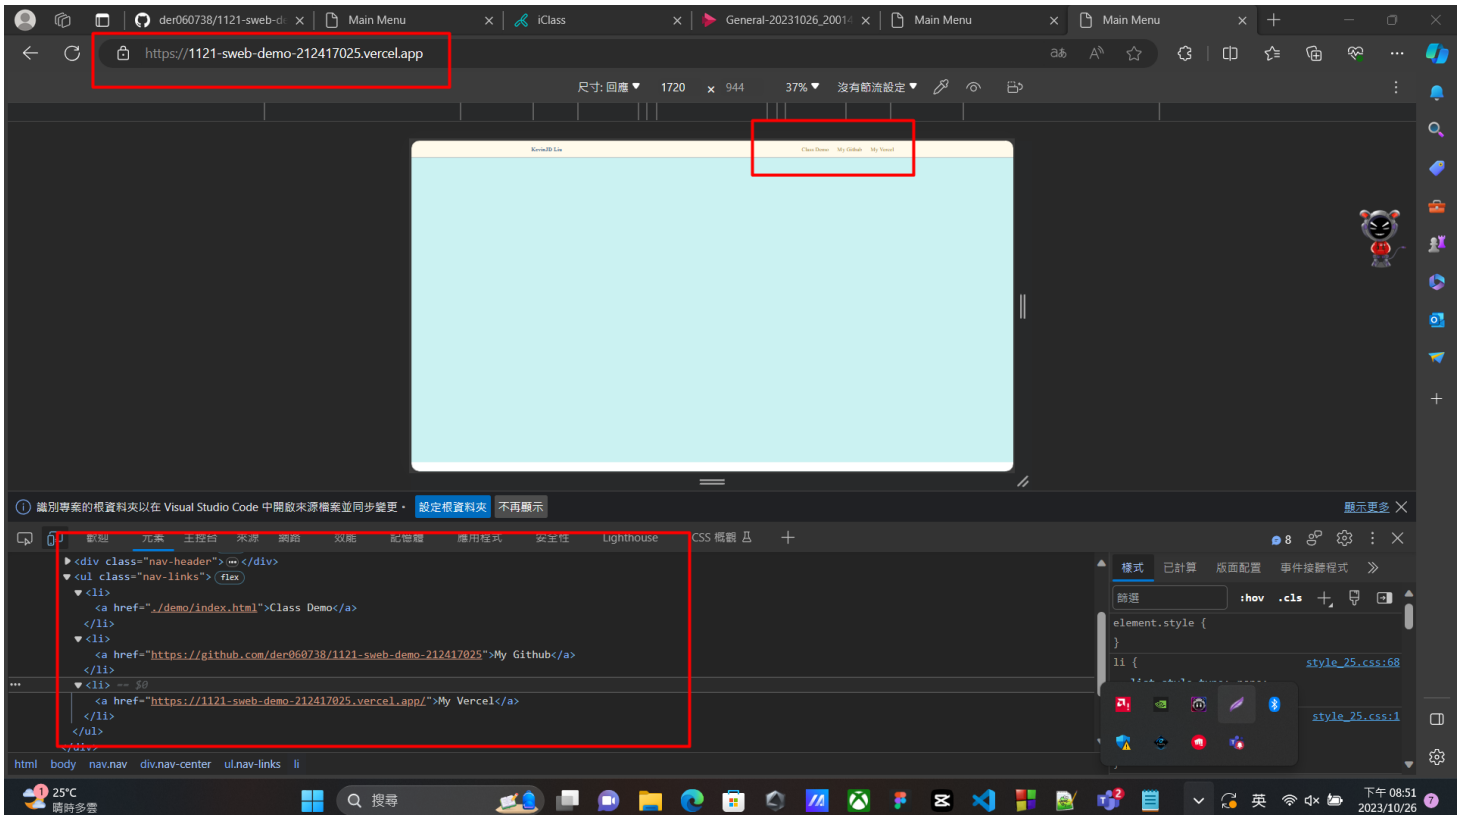 der060738/1121-sweb-de
Main Menu
iClass
General-20231026_20014
Main Menu
Main Menu
https://1121-sweb-demo-212417025.vercel.app
尺寸: 回應 ▼ 1720 × 944 37% ▼ 沒有節流設定 ▼
KevinJD Liu
Class Demo My Github My Vercel
識別專案的根資料夾以在 Visual Studio Code 中開啟來源檔案並同步變更。 設定根資料夾 不再顯示 顯示更多
歡迎 元素 主控台 來源 網路 效能 記憶體 應用程式 安全性 Lighthouse CSS 概觀 8
<div class="nav-header"> ••• </div>
<ul class="nav-links"> flex
<li>
<a href="./demo/index.html">Class Demo</a>
</li>
<li>
<a href="https://github.com/der060738/1121-sweb-demo-212417025">My Github</a>
</li>
<li> == $0
<a href="https://1121-sweb-demo-212417025.vercel.app/">My Vercel</a>
</li>
</ul>
</div>
html body nav.nav div.nav-center ul.nav-links li
樣式 已計算 版面配置 事件接聽程式
篩選 :hov .cls
element.style {
}
li { style_25.css:68
list-style-type: none;
style_25.css:1
}
1 25°C
晴時多雲
搜尋
2
英
下午 08:51
2023/10/26
7